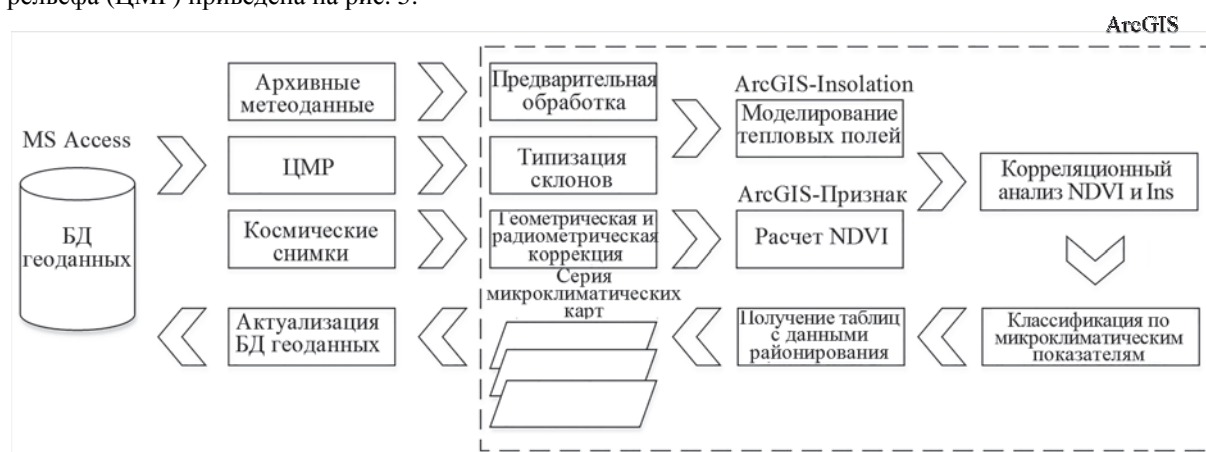 рельефа (ЦМР) приведена на рис. 3.
ArcGIS
MS Access
БД
геоданных
Архивные
метеоданные
ЦМР
Космические
снимки
Актуализация
БД геоданных
Предварительная
обработка
Типизация
склонов
Геометрическая и
радиометрическая
коррекция
Серия
микроклиматических
карт
ArcGIS-Insolation
Моделирование
тепловых полей
ArcGIS-Признак
Расчет NDVI
Получение таблиц
с данными
районирования
Корреляционный
анализ NDVI и Ins
Классификация по
микроклиматическим
показателям